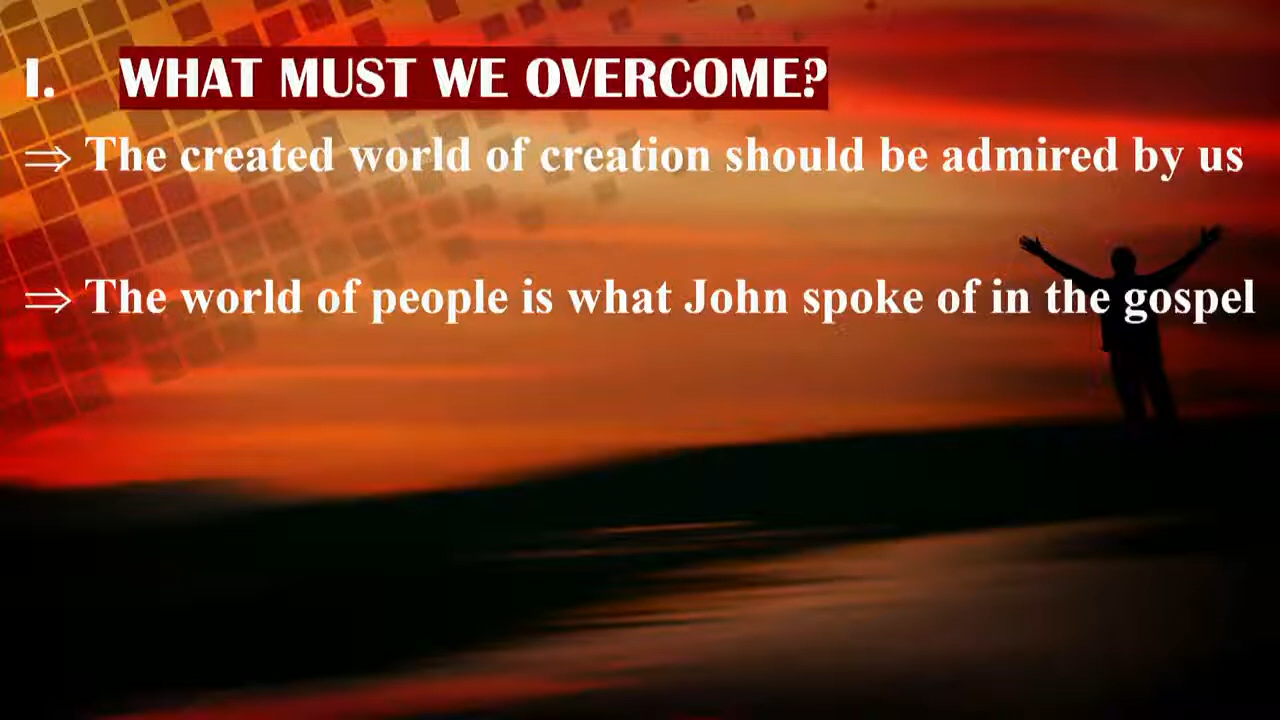 I. WHAT MUST WE OVERCOME?
⇒ The created world of creation should be admired by us
⇒ The world of people is what John spoke of in the gospel